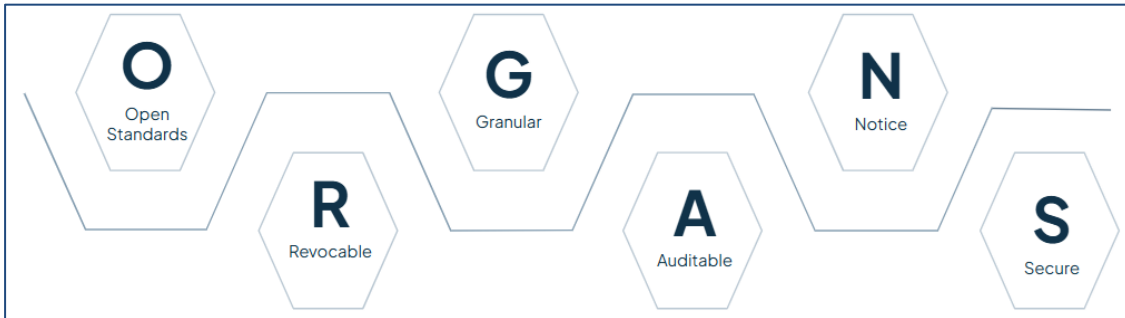 O
Open
Standards
R
Revocable
G
Granular
A
Auditable
N
Notice
S
Secure